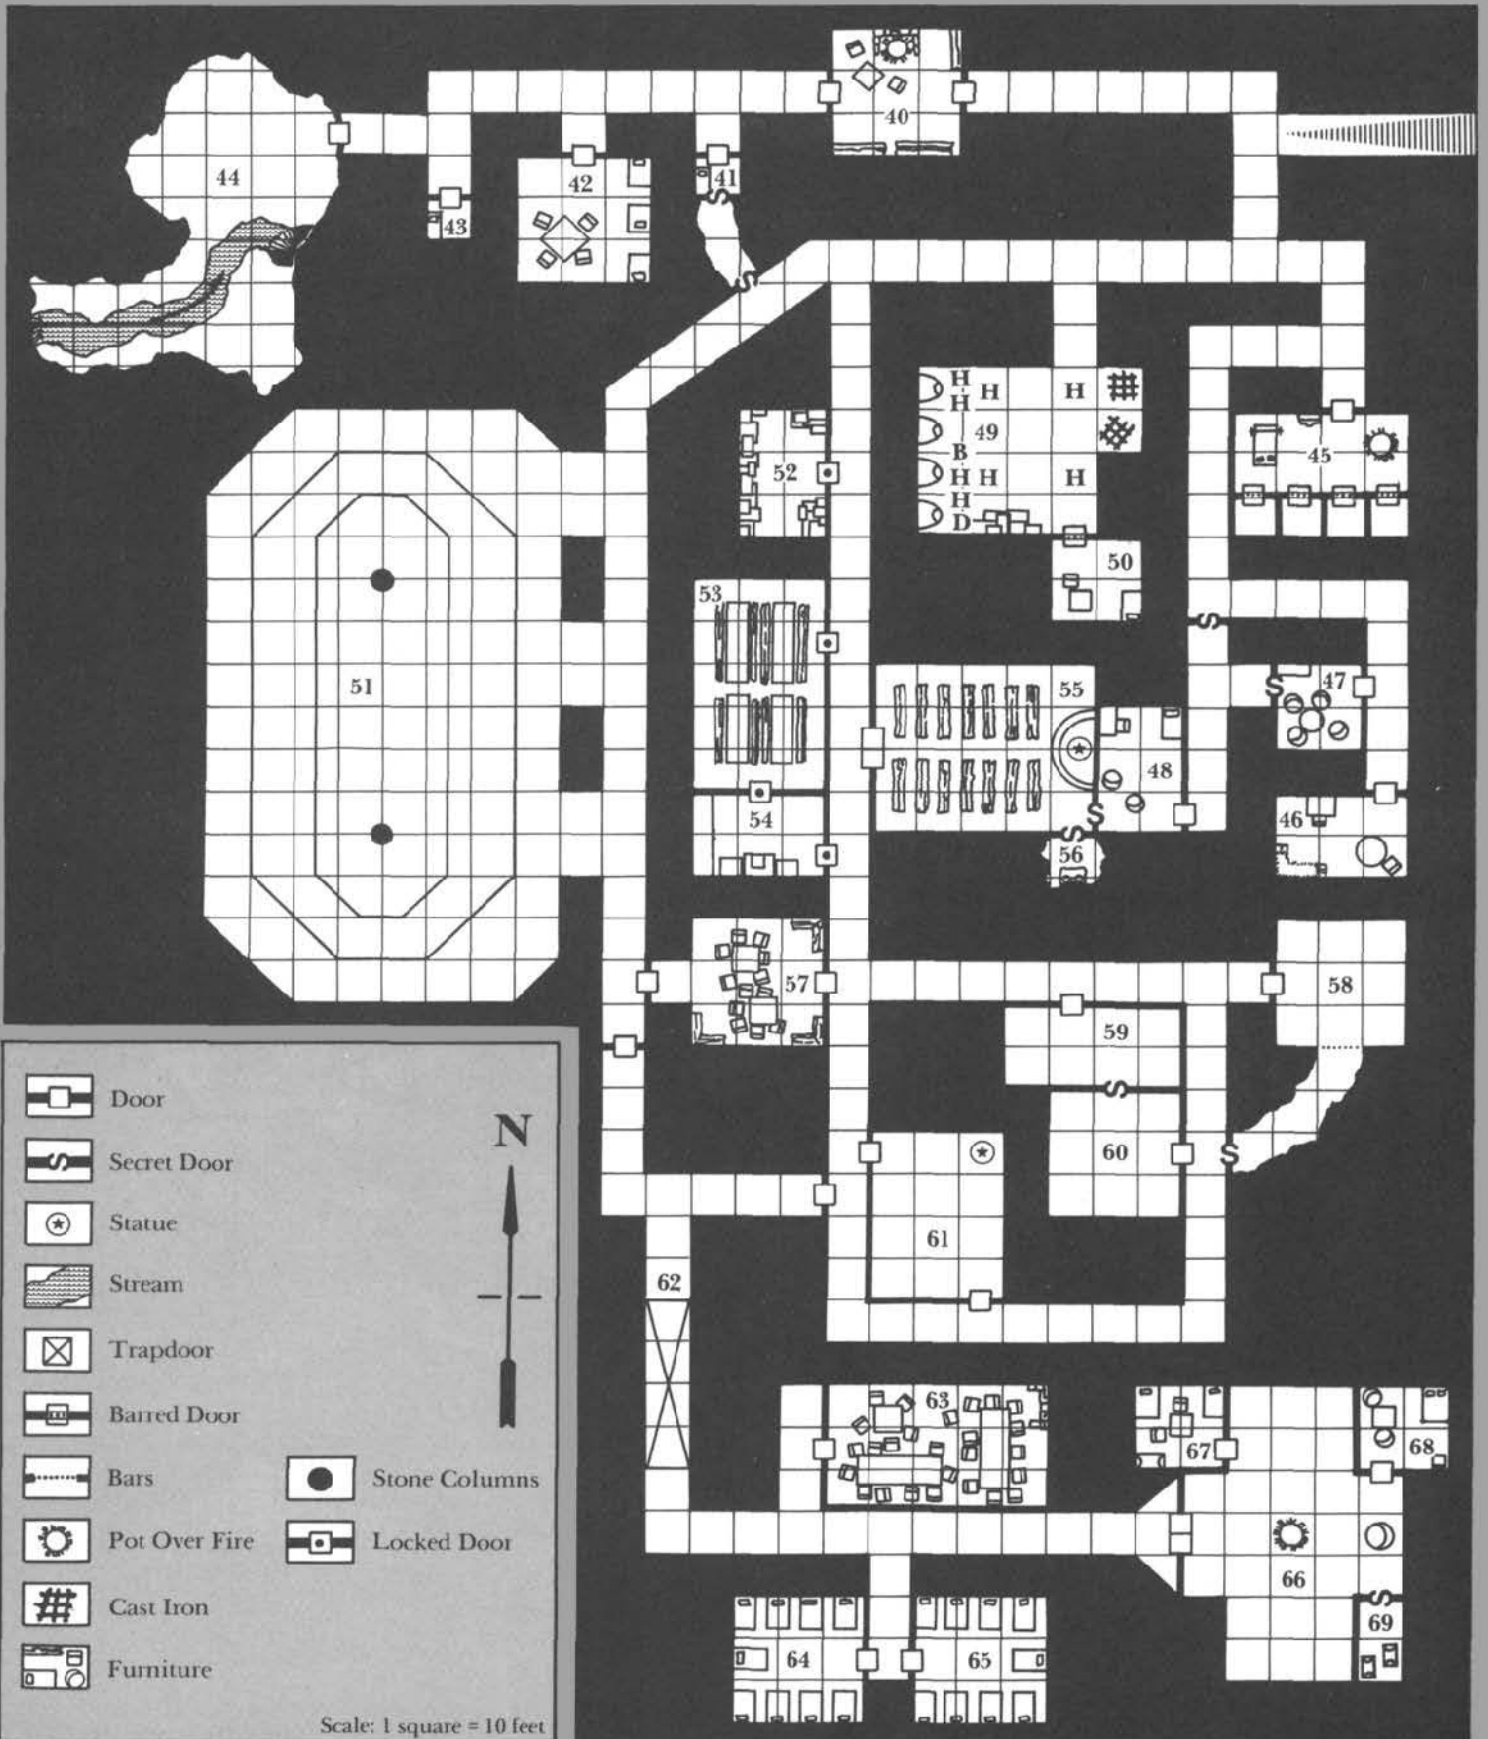 40
41
42
43
44
H
H
H
H
H
49
B
H
H
H
H
D
45
52
50
53
51
55
47
48
46
54
56
57
58
59
60
61
62
63
67
68
66
69
64
65
N
Door
Secret Door
Statue
Stream
Trapdoor
Barred Door
Bars
Pot Over Fire
Cast Iron
Furniture
Stone Columns
Locked Door
Scale: 1 square = 10 feet
S
S
S
S
S
S
S
S
S